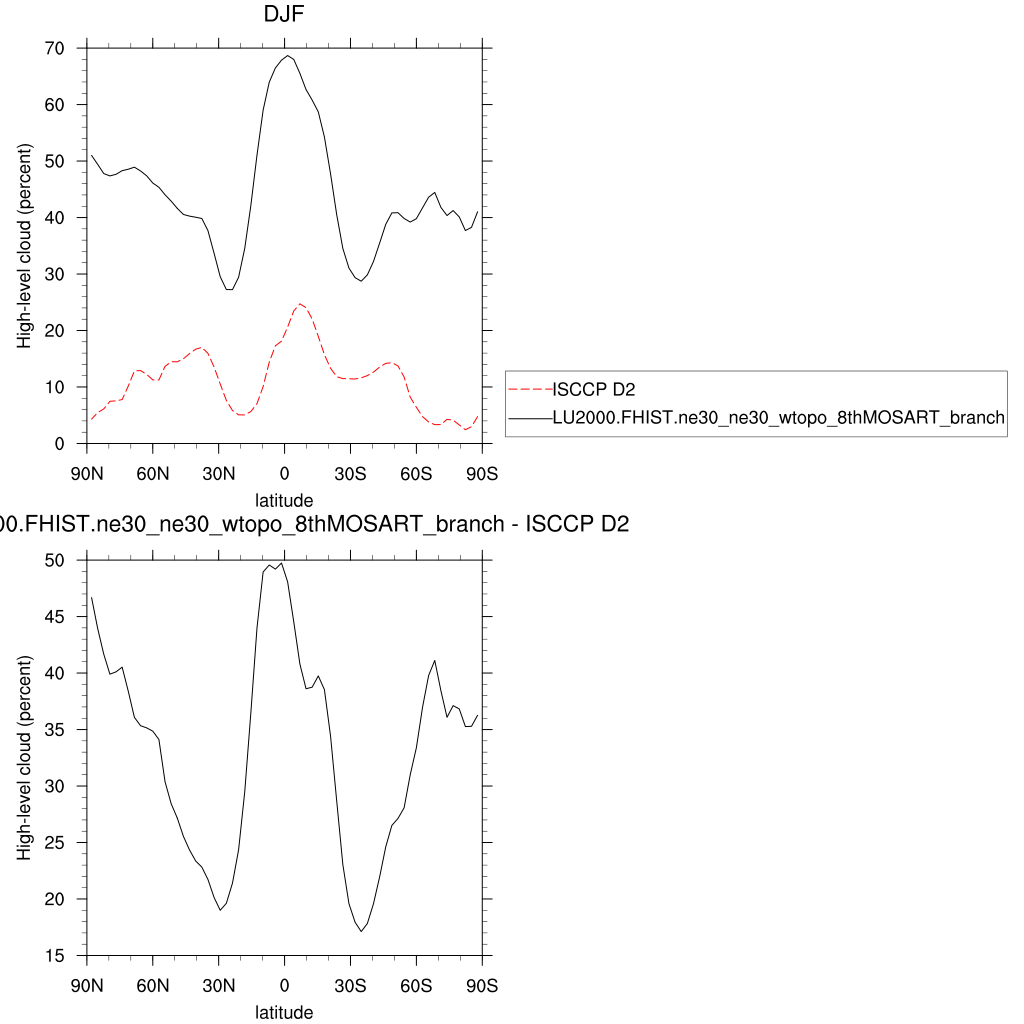 DJF
70
60
50
40
30
20
10
0
High-level cloud (percent)
90N 60N 30N 0 30S 60S 90S
latitude
ISCCP D2
LU2000.FHIST.ne30_ne30_wtopo_8thMOSART_branch
00.FHIST.ne30_ne30_wtopo_8thMOSART_branch - ISCCP D2
50
45
40
35
30
25
20
15
High-level cloud (percent)
90N 60N 30N 0 30S 60S 90S
latitude